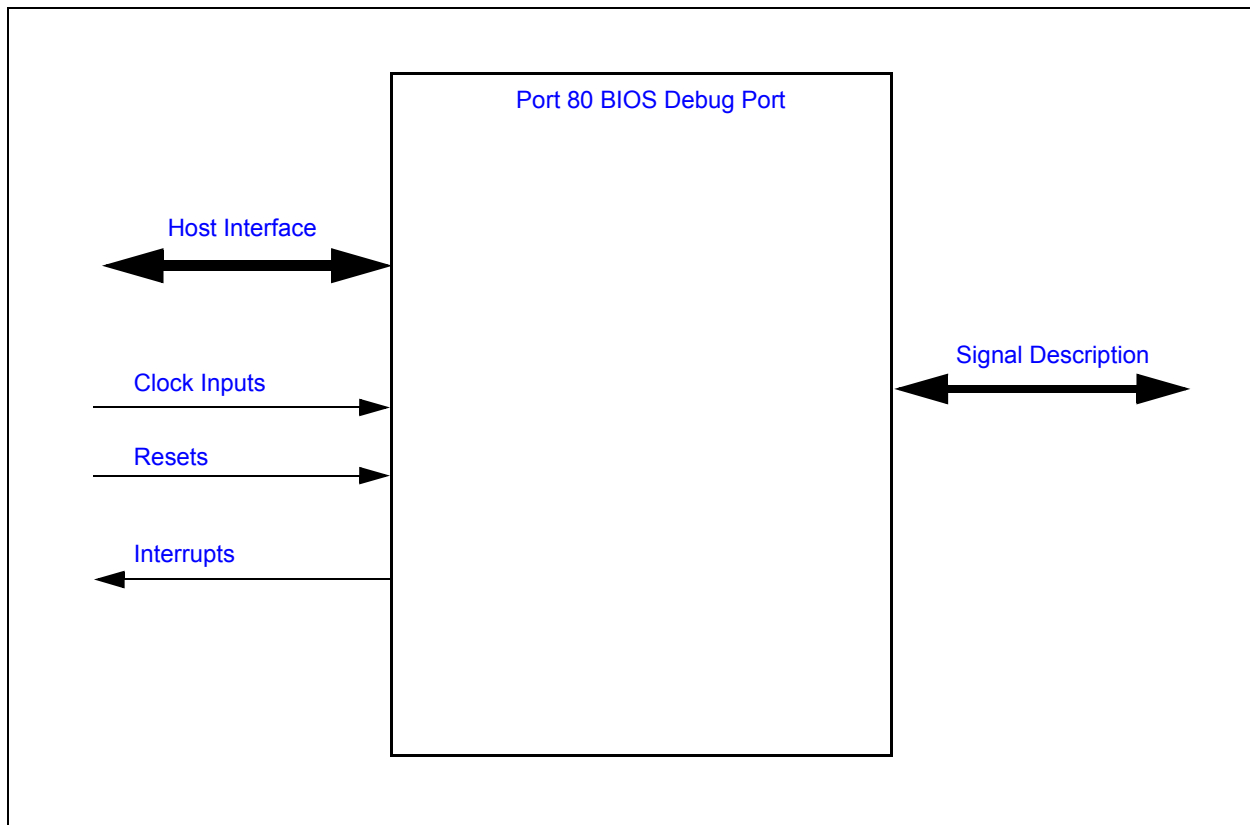 Port 80 BIOS Debug Port
Host Interface
Signal Description
Clock Inputs
Resets
Interrupts